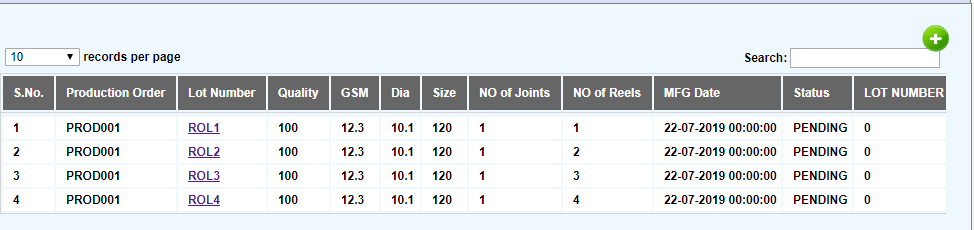 10 records per page
Search:
S.No. Production Order Lot Number Quality GSM Dia Size NO of Joints NO of Reels MFG Date Status LOT NUMBER
1 PROD001 ROL1 100 12.3 10.1 120 1 1 22-07-2019 00:00:00 PENDING 0
2 PROD001 ROL2 100 12.3 10.1 120 1 2 22-07-2019 00:00:00 PENDING 0
3 PROD001 ROL3 100 12.3 10.1 120 1 3 22-07-2019 00:00:00 PENDING 0
4 PROD001 ROL4 100 12.3 10.1 120 1 4 22-07-2019 00:00:00 PENDING 0